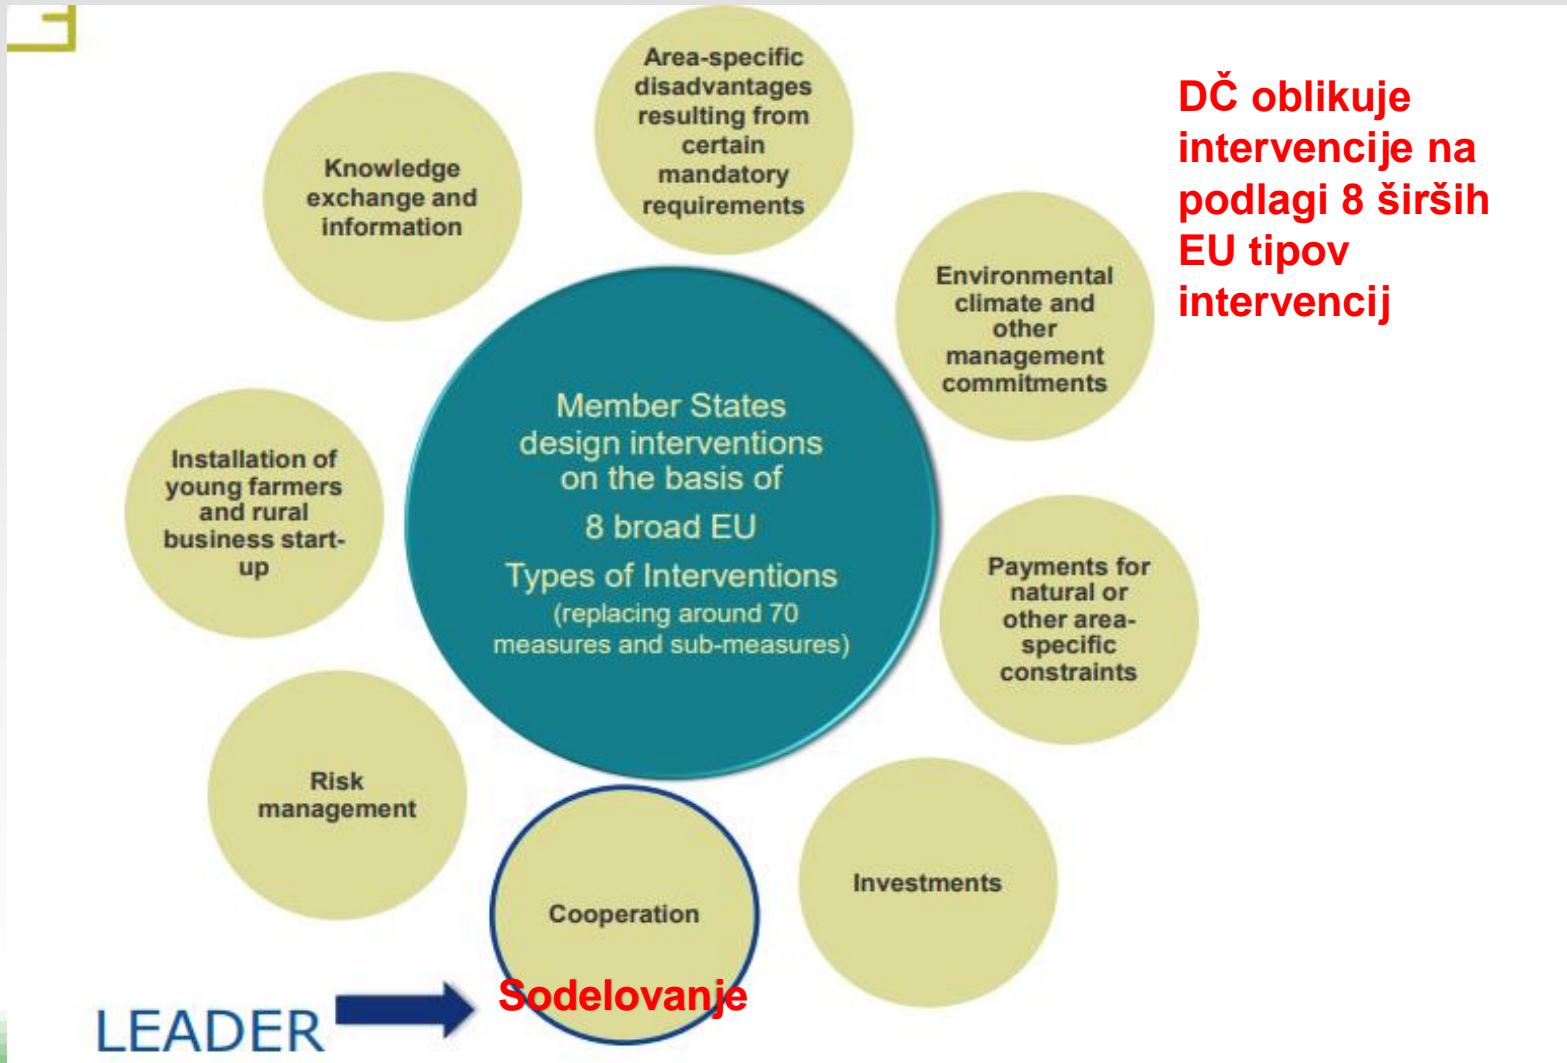 Area-specific
disadvantages
resulting from
certain
mandatory
requirements
DČ oblikuje
intervencije na
podlagi 8 širših
EU tipov
intervencij
Knowledge
exchange and
information
Environmental
climate and
other
management
commitments
Member States
design interventions
on the basis of
8 broad EU
Types of Interventions
(replacing around 70
measures and sub-measures)
Installation of
young farmers
and rural
business start-
up
Payments for
natural or
other area-
specific
constraints
Risk
management
Investments
Cooperation
Sodelovanje
LEADER